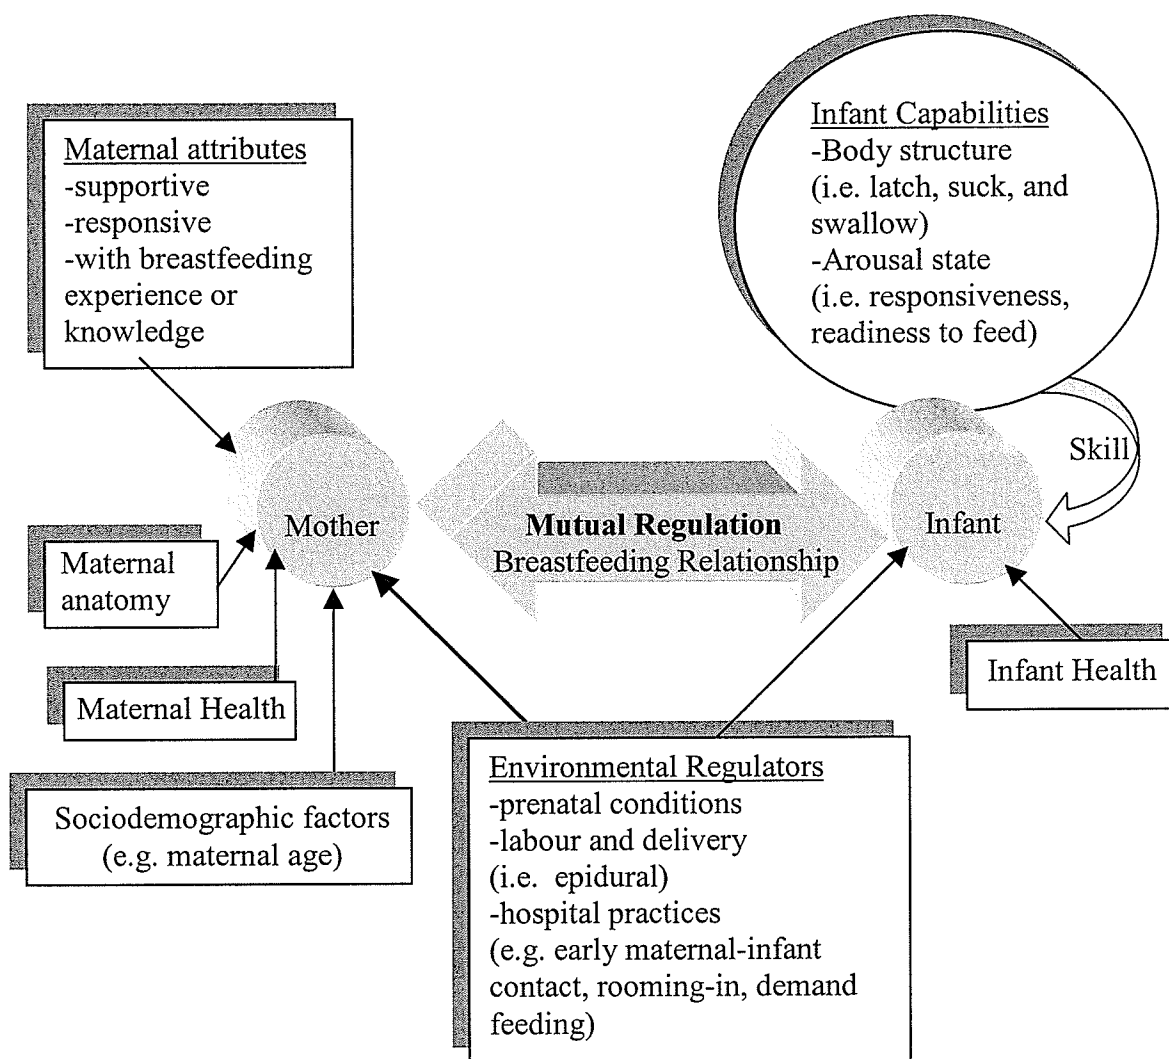 Maternal attributes
-supportive
-responsive
-with breastfeeding
experience or
knowledge
Infant Capabilities
-Body structure
(i.e. latch, suck, and
swallow)
-Arousal state
(i.e. responsiveness,
readiness to feed)
Skill
Mother
Mutual Regulation
Breastfeeding Relationship
Infant
Maternal
anatomy
Maternal Health
Infant Health
Sociodemographic factors
(e.g. maternal age)
Environmental Regulators
-prenatal conditions
-labour and delivery
(i.e. epidural)
-hospital practices
(e.g. early maternal-infant
contact, rooming-in, demand
feeding)